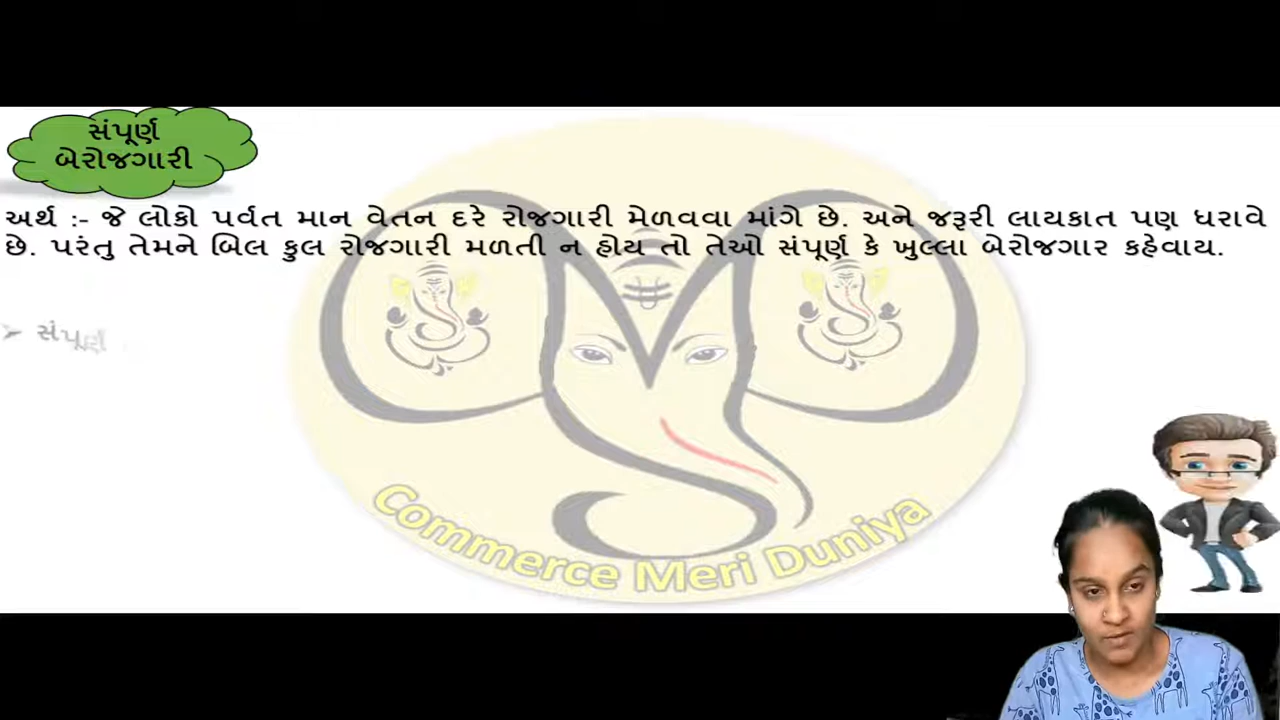 સંપૂર્ણ
બેરોજગારી
અર્થ :- જે લોકો પર્વત માન વેતન દરે રોજગારી મેળવવા માંગે છે. અને જરૂરી લાયકાત પણ ધરાવે
છે. પરંતુ તેમને બિલ કુલ રોજગારી મળતી ન હોય તો તેઓ સંપૂર્ણ કે ખુલ્લા બેરોજગાર કહેવાય.
➢ સંપૂર્ણ
Commerce Meri Duniya